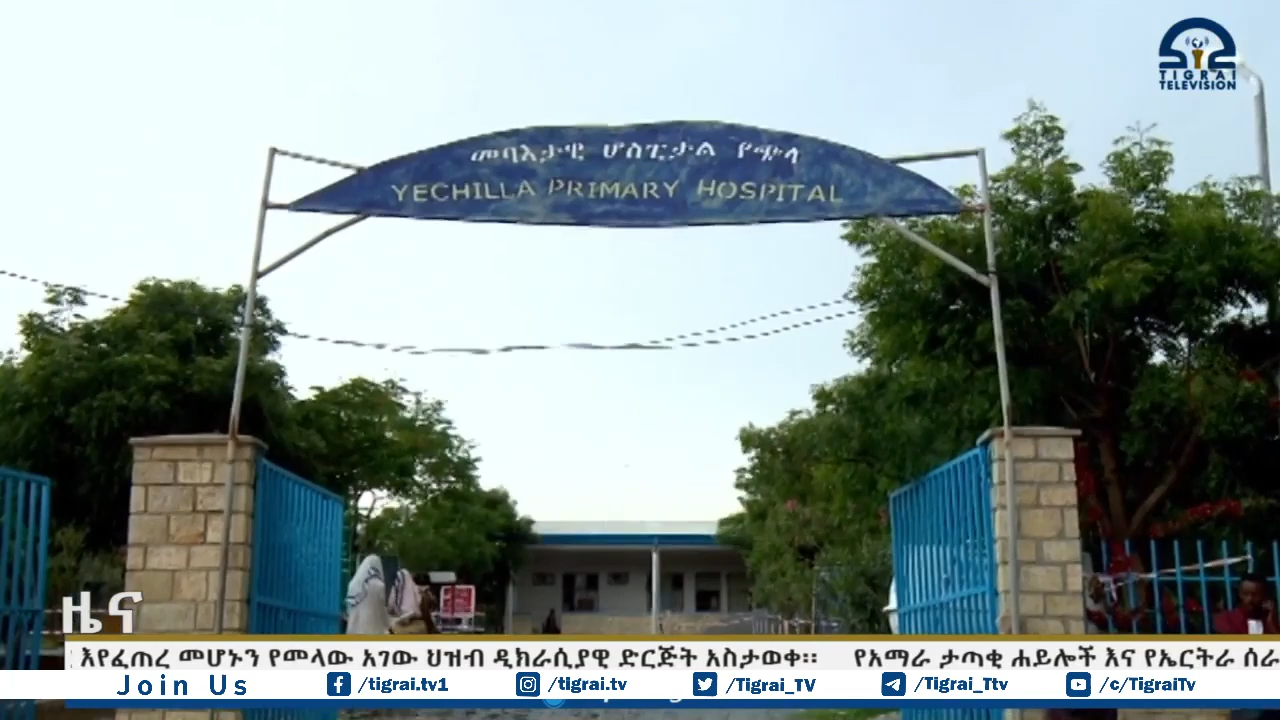 TIGRAI
TELEVISION
መባእታዊ ሆስፒታል የጭላ
YECHILLA PRIMARY HOSPITAL
ዜና
እየፈጠረ መሆኑን የመላው አገው ህዝብ ዲክራሲያዊ ድርጅት አስታወቀ፡፡ የአማራ ታጣቂ ሐይሎች እና የኤርትራ ሰራ
Join Us /tigrai.tv1 /tigrai.tv /Tigrai_TV /Tigrai_Ttv /c/TigraiTv